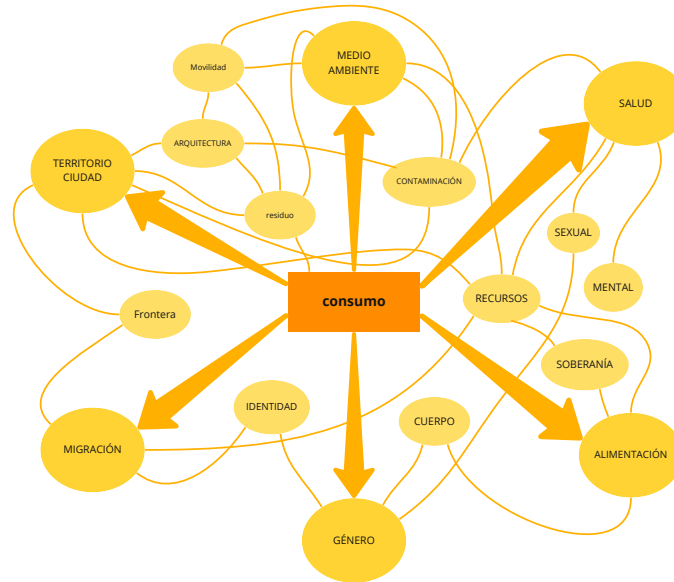 MEDIO
AMBIENTE
Movilidad
SALUD
ARQUITECTURA
TERRITORIO
CIUDAD
CONTAMINACIÓN
residuo
SEXUAL
MENTAL
RECURSOS
consumo
Frontera
SOBERANÍA
IDENTIDAD
CUERPO
MIGRACIÓN
ALIMENTACIÓN
GÉNERO